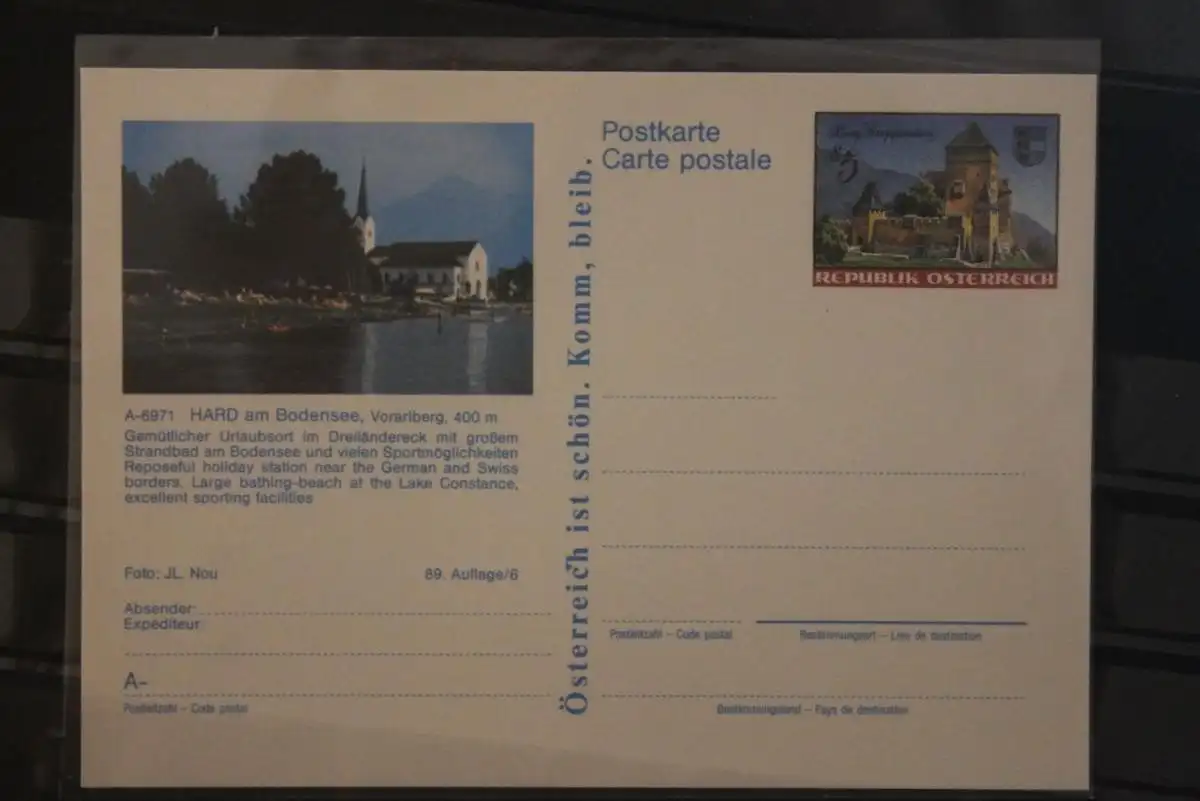 A-6971 HARD am Bodensee, Vorarlberg, 400 m
Gemütlicher Urlaubsort im Dreiländereck mit großem
Strandbad am Bodensee und vielen Sportmöglichkeiten
Reposeful holiday station near the German and Swiss
borders. Large bathing-beach at the Lake Constance,
excellent sporting facilities
Foto: JL. Nou
89. Auflage/6
Absender:
Expéditeur
A-
Postleitzahl – Code postal
Österreich ist schön. Komm, bleib.
Postkarte
Carte postale
S 5
REPUBLIK ÖSTERREICH
Postleitzahl – Code postal
Bestimmungsort – Lieu de destination
Bestimmungsland – Pays de destination